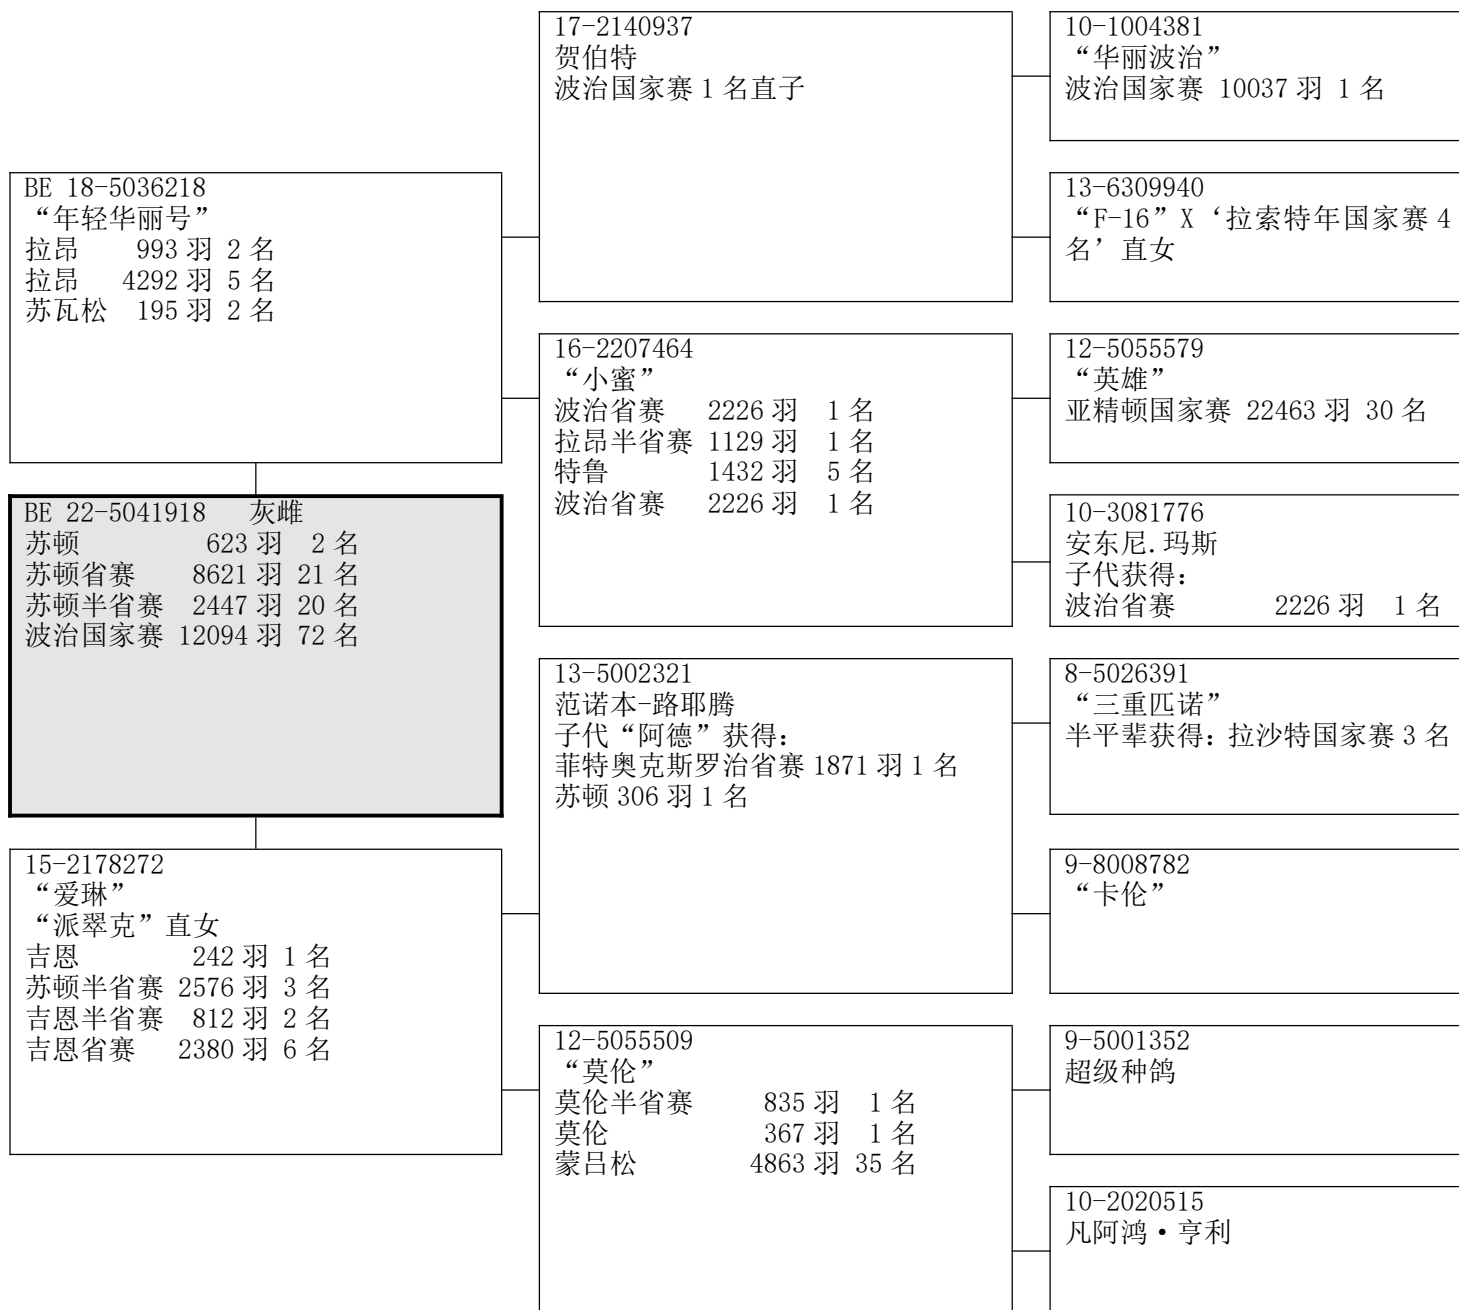 BE 18-5036218
“年轻华丽号”
拉昂 993 羽 2 名
拉昂 4292 羽 5 名
苏瓦松 195 羽 2 名
BE 22-5041918 灰雌
苏顿 623 羽 2 名
苏顿省赛 8621 羽 21 名
苏顿半省赛 2447 羽 20 名
波治国家赛 12094 羽 72 名
15-2178272
“爱琳”
“派翠克”直女
吉恩 242 羽 1 名
苏顿半省赛 2576 羽 3 名
吉恩半省赛 812 羽 2 名
吉恩省赛 2380 羽 6 名
17-2140937
贺伯特
波治国家赛 1 名直子
16-2207464
“小蜜”
波治省赛 2226 羽 1 名
拉昂半省赛 1129 羽 1 名
特鲁 1432 羽 5 名
波治省赛 2226 羽 1 名
13-5002321
范诺本-路耶腾
子代“阿德”获得：
菲特奥克斯罗治省赛 1871 羽 1 名
苏顿 306 羽 1 名
12-5055509
“莫伦”
莫伦半省赛 835 羽 1 名
莫伦 367 羽 1 名
蒙吕松 4863 羽 35 名
10-1004381
“华丽波治”
波治国家赛 10037 羽 1 名
13-6309940
“F-16”X‘拉索特年国家赛 4
名’直女
12-5055579
“英雄”
亚精顿国家赛 22463 羽 30 名
10-3081776
安东尼.玛斯
子代获得：
波治省赛 2226 羽 1 名
8-5026391
“三重匹诺”
半平辈获得：拉沙特国家赛 3 名
9-8008782
“卡伦”
9-5001352
超级种鸽
10-2020515
凡阿鸿·亨利